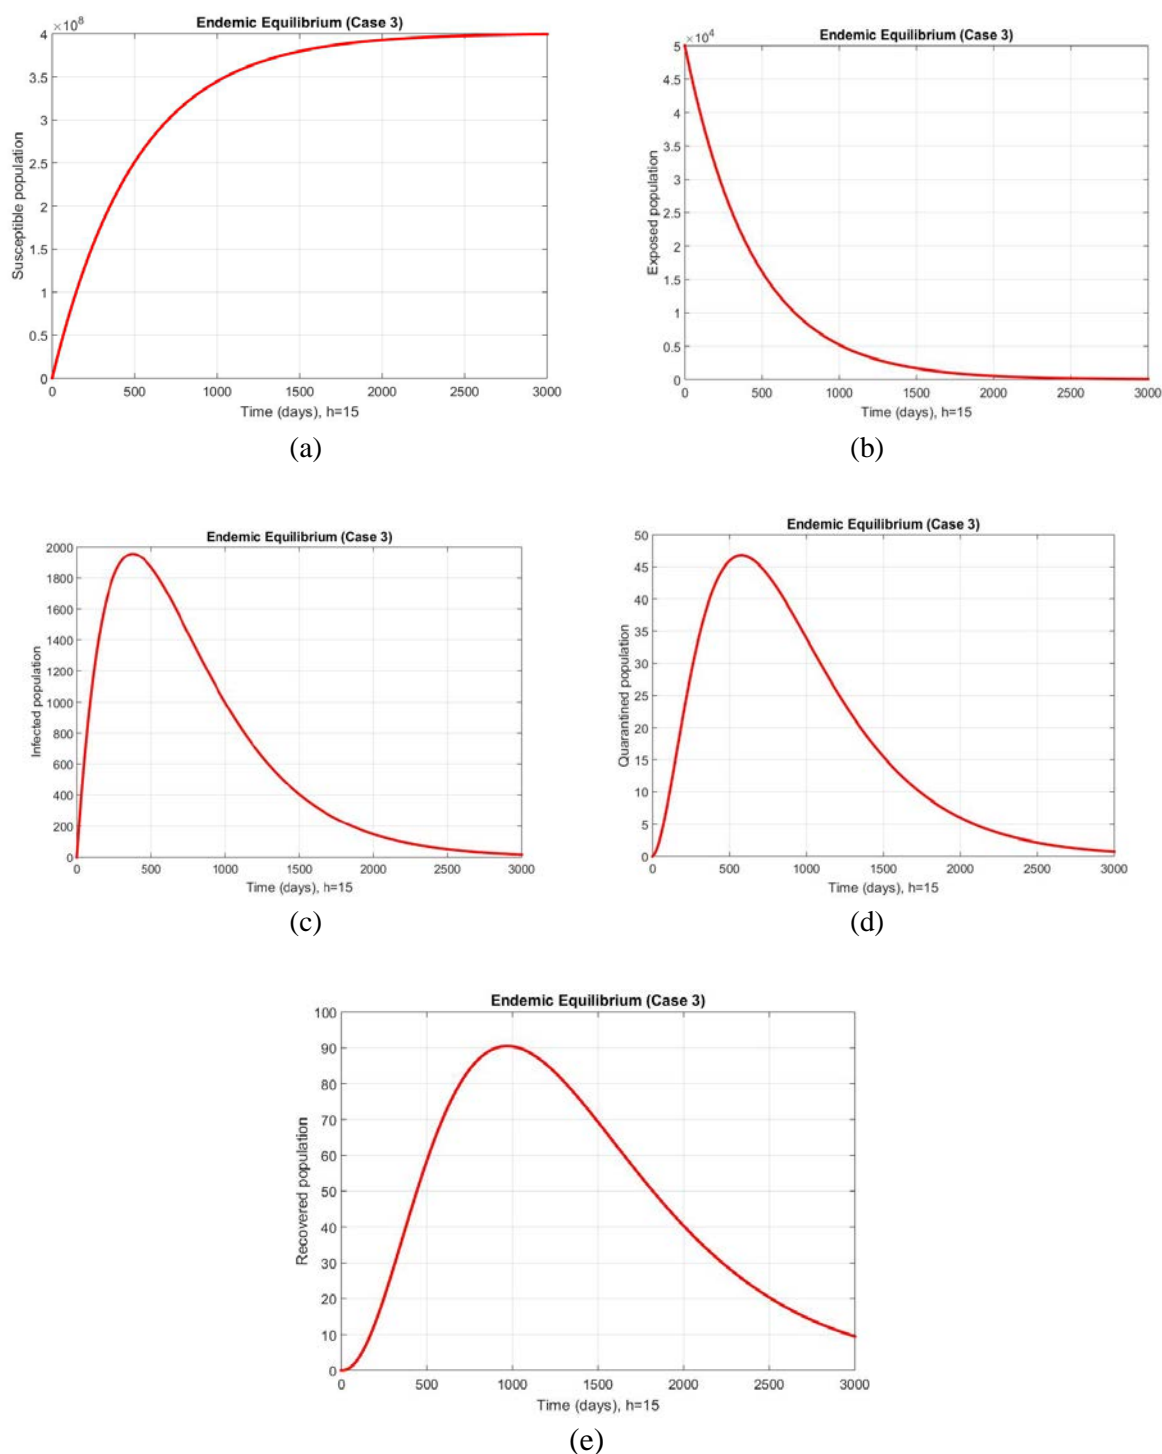 Endemic Equilibrium (Case 3)
×10⁸
4
3.5
3
2.5
2
1.5
1
0.5
0
Susceptible population
0 500 1000 1500 2000 2500 3000
Time (days), h=15
(a)
Endemic Equilibrium (Case 3)
×10⁴
5
4.5
4
3.5
3
2.5
2
1.5
1
0.5
0
Exposed population
0 500 1000 1500 2000 2500 3000
Time (days), h=15
(b)
Endemic Equilibrium (Case 3)
2000
1800
1600
1400
1200
1000
800
600
400
200
0
Infected population
0 500 1000 1500 2000 2500 3000
Time (days), h=15
(c)
Endemic Equilibrium (Case 3)
50
45
40
35
30
25
20
15
10
5
0
Quarantined population
0 500 1000 1500 2000 2500 3000
Time (days), h=15
(d)
Endemic Equilibrium (Case 3)
100
90
80
70
60
50
40
30
20
10
0
Recovered population
0 500 1000 1500 2000 2500 3000
Time (days), h=15
(e)